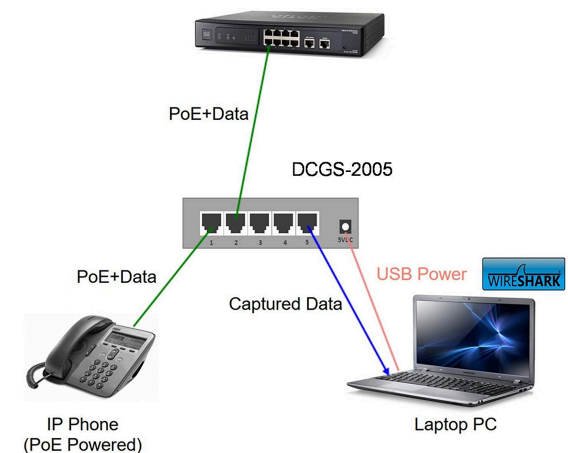 PoE+Data
DCGS-2005
1 2 3 4 5
PoE+Data
USB Power
WIRESHARK
Captured Data
IP Phone
(PoE Powered)
Laptop PC